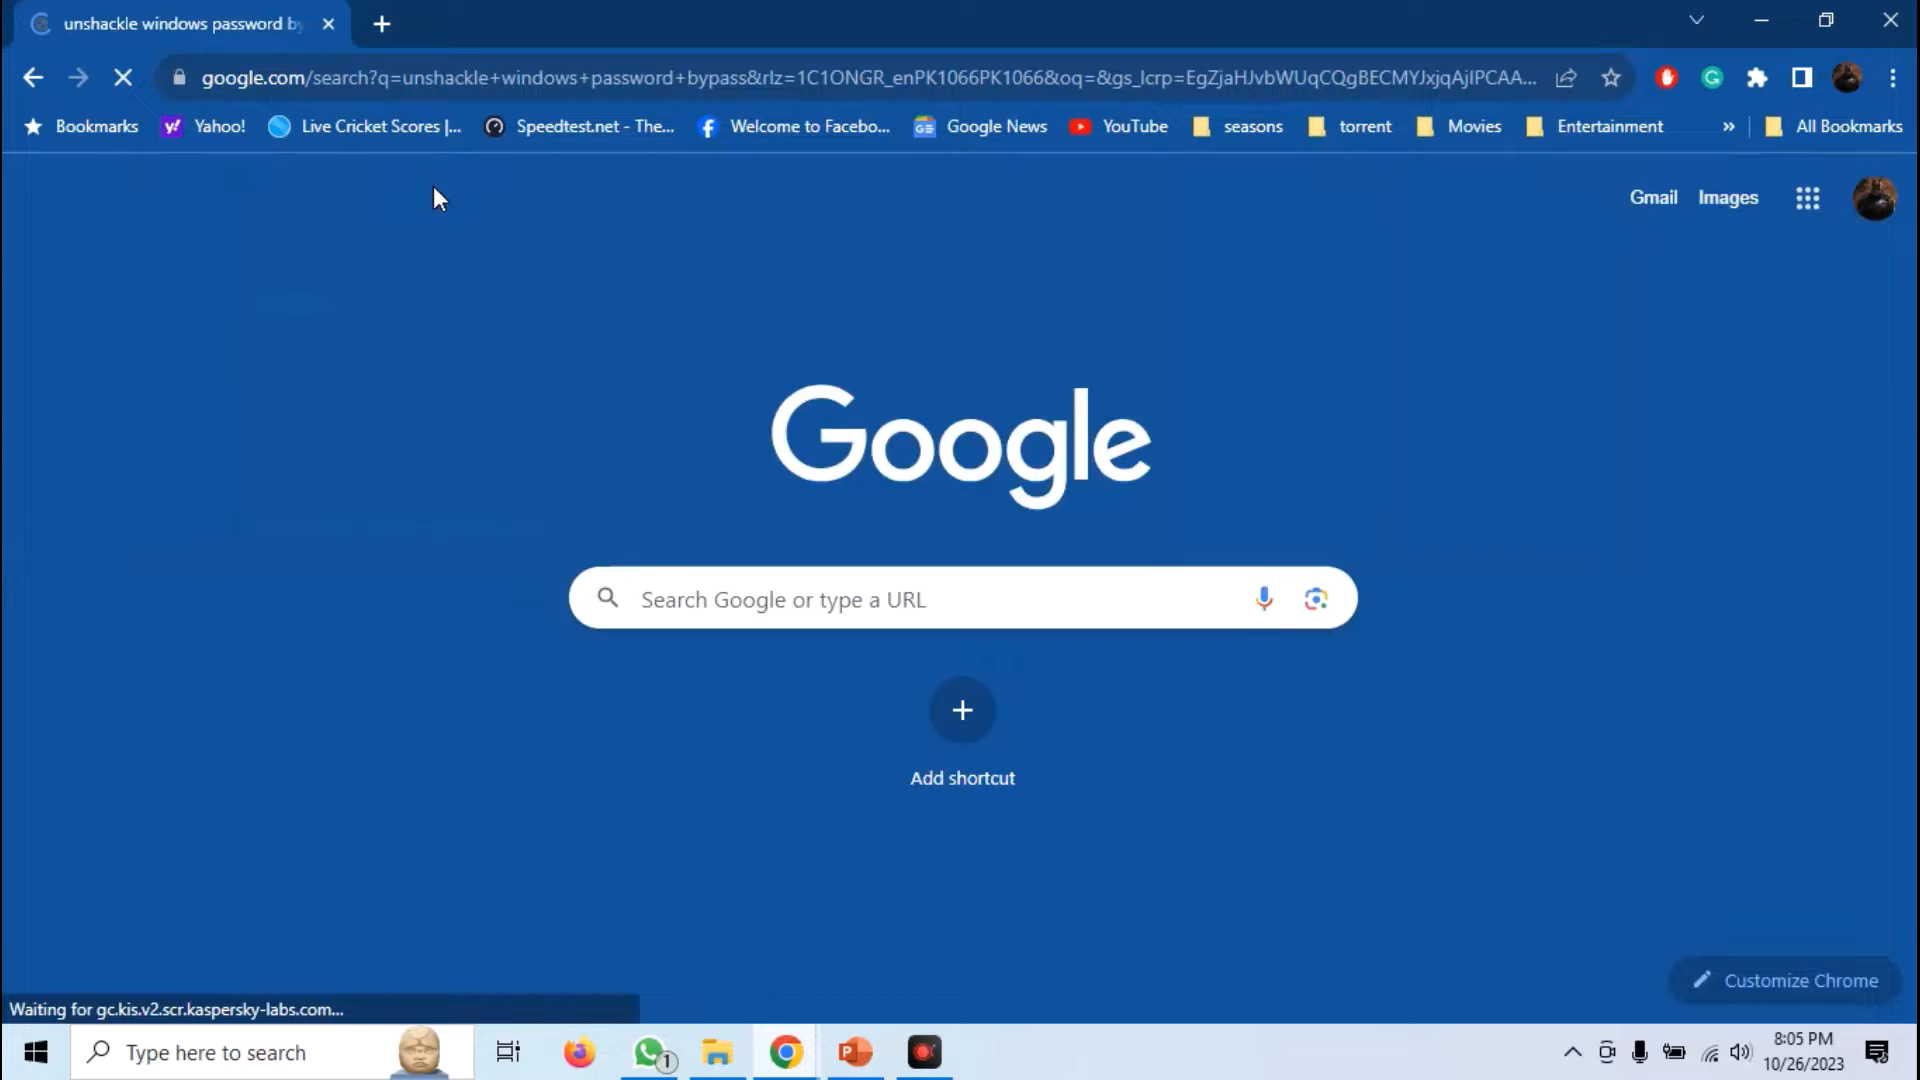 unshackle windows password by
google.com/search?q=unshackle+windows+password+bypass&rlz=1C1ONGR_enPK1066PK1066&oq=&gs_lcrp=EgZjaHJvbWUqCQgBECMYJxjqAjIPCAA...
Bookmarks Yahoo! Live Cricket Scores |... Speedtest.net - The... Welcome to Facebo... Google News YouTube seasons torrent Movies Entertainment » All Bookmarks
Gmail Images
Google
Search Google or type a URL
Add shortcut
Customize Chrome
Waiting for gc.kis.v2.scr.kaspersky-labs.com...
Type here to search
1
8:05 PM
10/26/2023